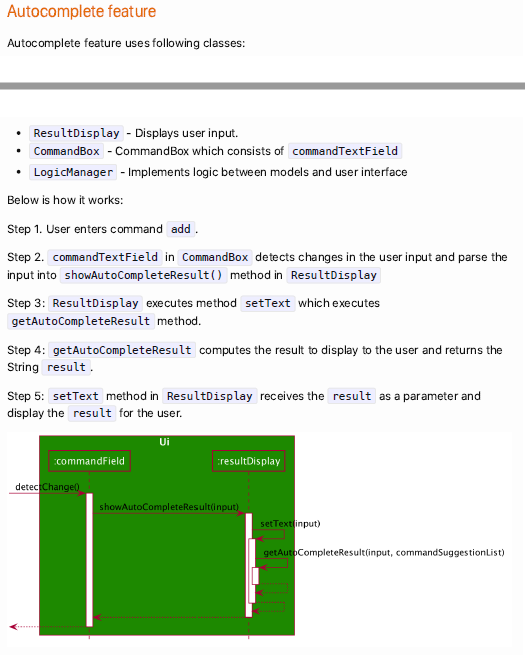 Autocomplete feature
Autocomplete feature uses following classes:
• ResultDisplay - Displays user input.
• CommandBox - CommandBox which consists of commandTextField
• LogicManager - Implements logic between models and user interface
Below is how it works:
Step 1. User enters command add .
Step 2. commandTextField in CommandBox detects changes in the user input and parse the
input into showAutoCompleteResult() method in ResultDisplay
Step 3: ResultDisplay executes method setText which executes
getAutoCompleteResult method.
Step 4: getAutoCompleteResult computes the result to display to the user and returns the
String result .
Step 5: setText method in ResultDisplay receives the result as a parameter and
display the result for the user.
Ui
:commandField :resultDisplay
detectChange()
showAutoCompleteResult(input)
setText(input)
getAutoCompleteResult(input, commandSuggestionList)